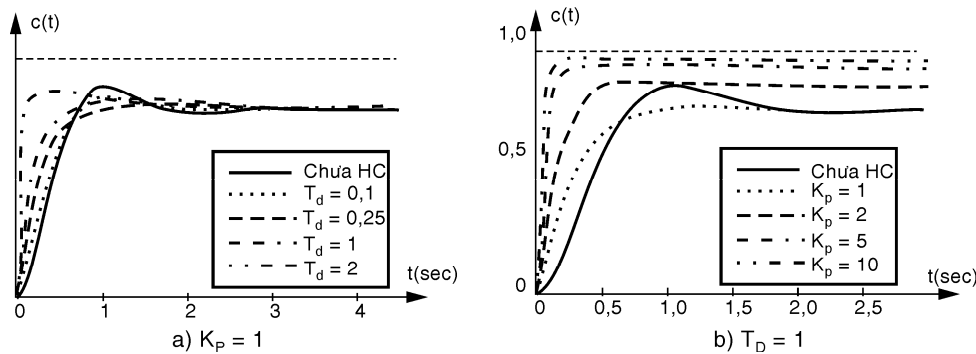 c(t)
Chưa HC
T_d = 0,1
T_d = 0,25
T_d = 1
T_d = 2
t(sec)
0 1 2 3 4
a) K_P = 1
c(t)
1,0
0,5
0
Chưa HC
K_p = 1
K_p = 2
K_p = 5
K_p = 10
t(sec)
0 0,5 1,0 1,5 2,0 2,5
b) T_D = 1